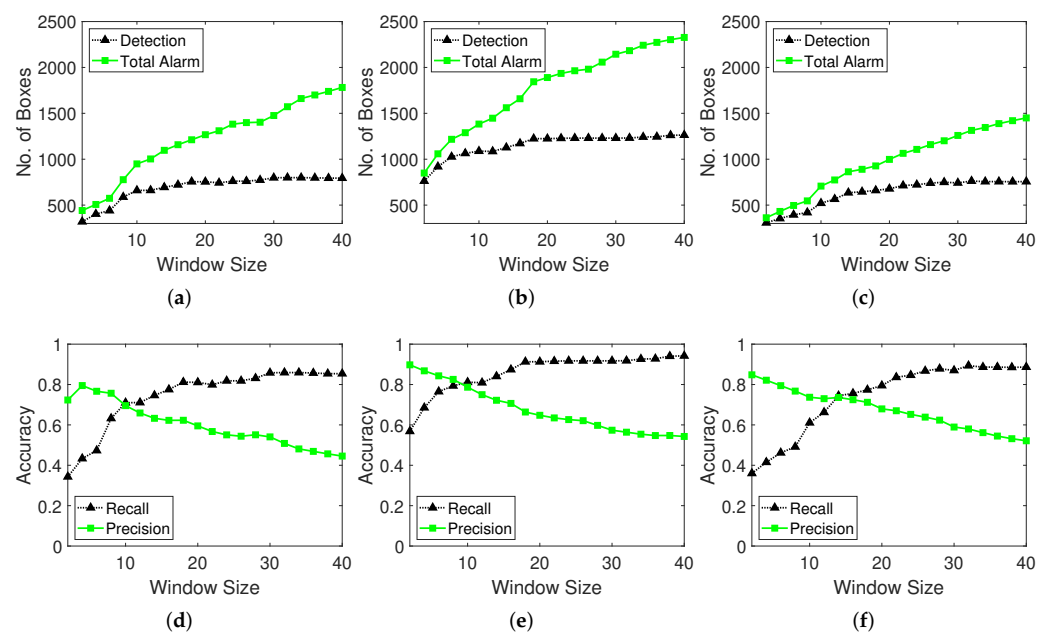 2500
2000
1500
1000
500
No. of Boxes
Detection
Total Alarm
10
20
30
40
Window Size
(a)
2500
2000
1500
1000
500
No. of Boxes
Detection
Total Alarm
10
20
30
40
Window Size
(b)
2500
2000
1500
1000
500
No. of Boxes
Detection
Total Alarm
10
20
30
40
Window Size
(c)
1
0.8
0.6
0.4
0.2
0
Accuracy
Recall
Precision
10
20
30
40
Window Size
(d)
1
0.8
0.6
0.4
0.2
0
Accuracy
Recall
Precision
10
20
30
40
Window Size
(e)
1
0.8
0.6
0.4
0.2
0
Accuracy
Recall
Precision
10
20
30
40
Window Size
(f)